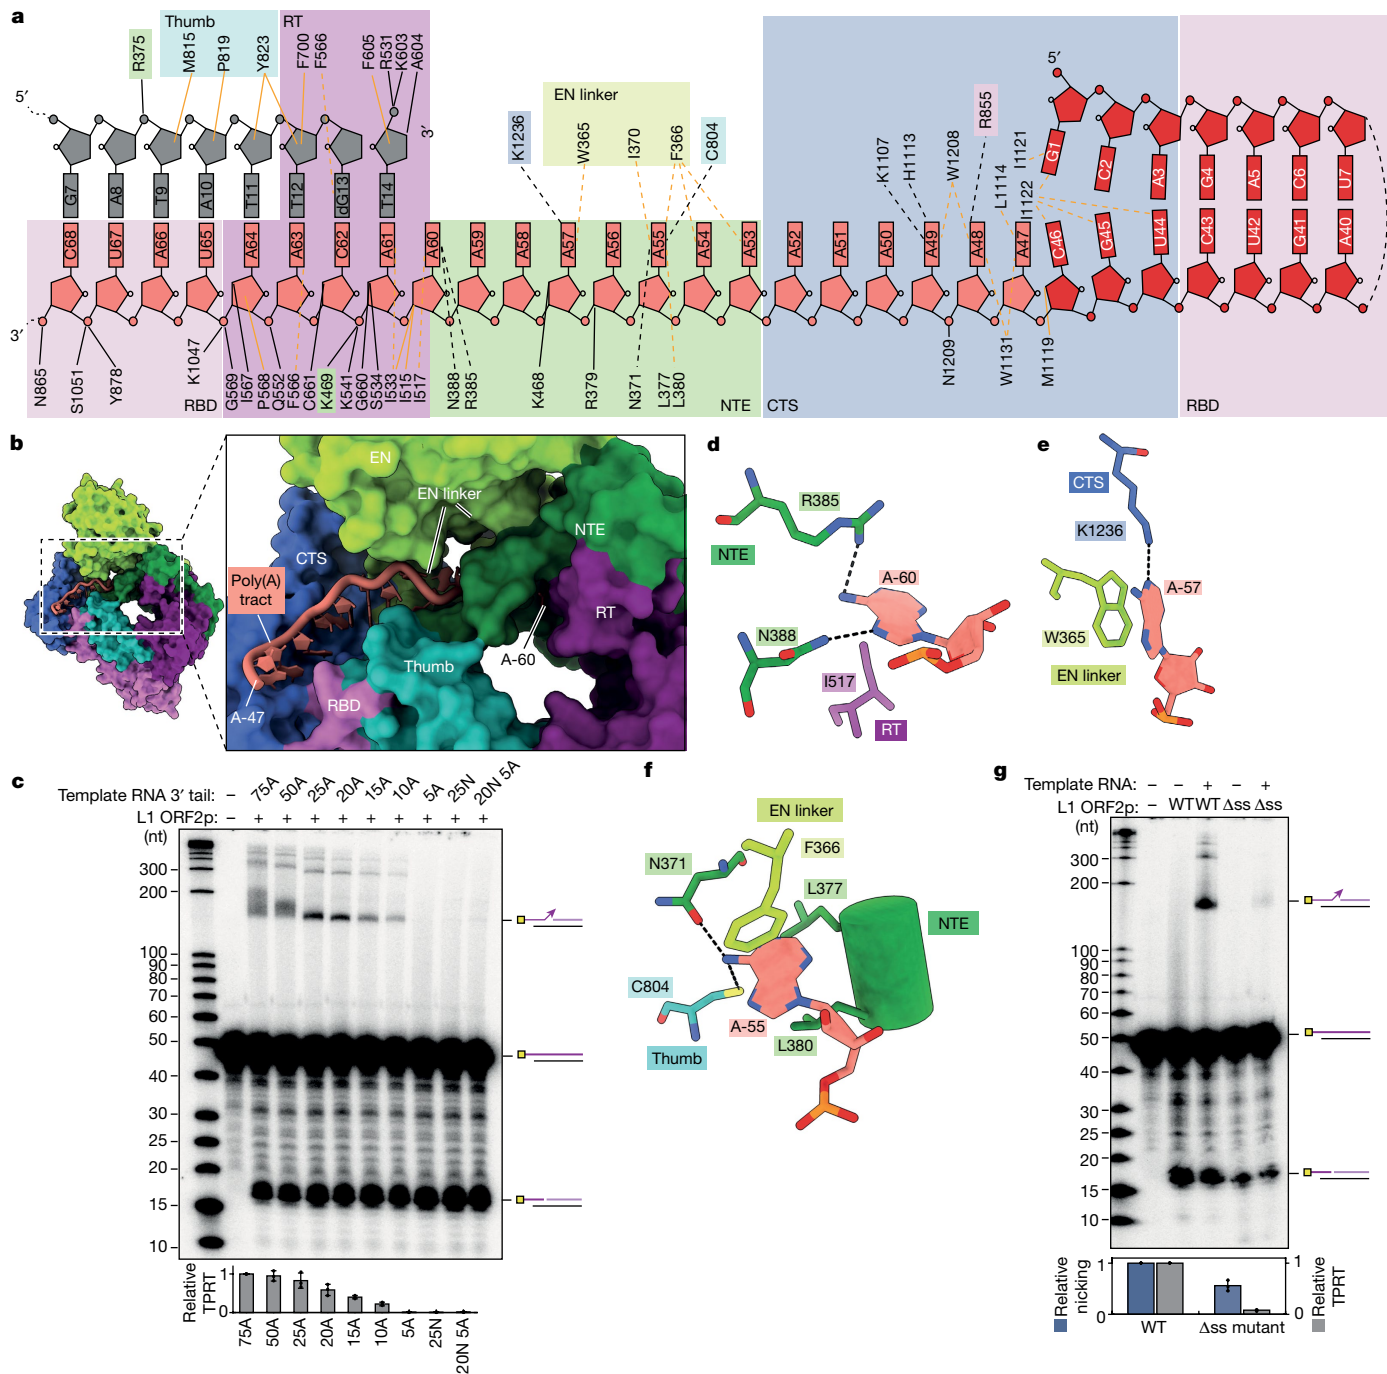 a
Thumb
RT
R375
M815
P819
Y823
F700
F566
F605
R531
K603
A604
5′
3′
G7
A8
T9
A10
T11
T12
dG13
T14
C68
U67
A66
U65
A64
A63
C62
A61
A60
A59
A58
A57
A56
A55
A54
A53
A52
A51
A50
A49
A48
A47
C46
G45
U44
C43
U42
G41
A40
5′
G1
C2
A3
G4
A5
C6
U7
EN linker
K1236
W365
I370
F366
C804
K1107
H1113
W1208
R855
L1114
I1121
I1122
3′
N865
S1051
Y878
K1047
RBD
G569
I567
P568
Q552
F566
C661
K469
K541
G660
S534
I533
I515
I517
N388
R385
K468
R379
N371
L377
L380
NTE
CTS
N1209
W1131
M1119
RBD
b
EN
EN linker
NTE
CTS
Poly(A)
tract
RT
A-60
Thumb
RBD
A-47
c
Template RNA 3′ tail: – 75A 50A 25A 20A 15A 10A 5A 25N 20N 5A
L1 ORF2p: – + + + + + + + + +
(nt)
300
200
100
90
80
70
60
50
40
30
25
20
15
10
Relative
TPRT
1
0
75A 50A 25A 20A 15A 10A 5A 25N 20N 5A
d
R385
NTE
A-60
N388
I517
RT
e
CTS
K1236
A-57
W365
EN linker
f
EN linker
N371
F366
L377
NTE
C804
A-55
L380
Thumb
g
Template RNA: – – + – +
L1 ORF2p: – WT WT Δss Δss
(nt)
300
200
100
90
80
70
60
50
40
30
25
20
15
10
Relative
nicking
1
0
1
0
Relative
TPRT
WT
Δss mutant